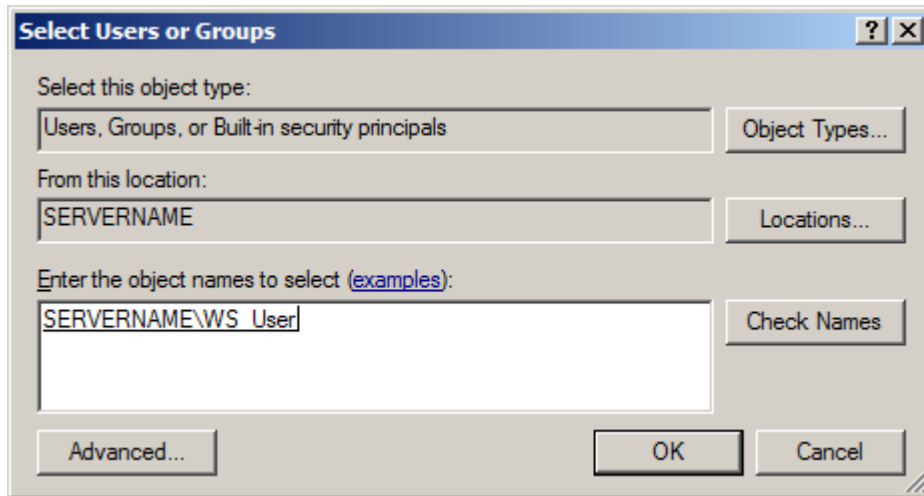 Select Users or Groups
Select this object type:
Users, Groups, or Built-in security principals
Object Types...
From this location:
SERVERNAME
Locations...
Enter the object names to select (examples):
SERVERNAME\WS_User
Check Names
Advanced...
OK
Cancel